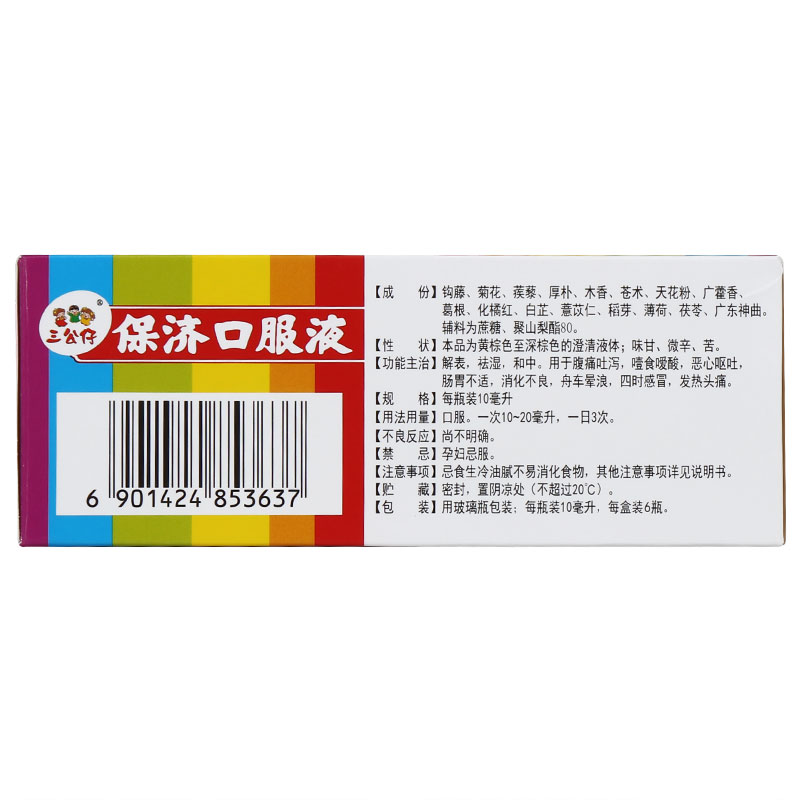 三公仔®
保济口服液
6 901424 853637
【成 份】钩藤、菊花、蒺藜、厚朴、木香、苍术、天花粉、广藿香、
葛根、化橘红、白芷、薏苡仁、稻芽、薄荷、茯苓、广东神曲。
辅料为蔗糖、聚山梨酯80。
【性 状】本品为黄棕色至深棕色的澄清液体；味甘、微辛、苦。
【功能主治】解表，祛湿，和中。用于腹痛吐泻，噎食嗳酸，恶心呕吐，
肠胃不适，消化不良，舟车晕浪，四时感冒，发热头痛。
【规 格】每瓶装10毫升
【用法用量】口服。一次10~20毫升，一日3次。
【不良反应】尚不明确。
【禁 忌】孕妇忌服。
【注意事项】忌食生冷油腻不易消化食物，其他注意事项详见说明书。
【贮 藏】密封，置阴凉处（不超过20℃）。
【包 装】用玻璃瓶包装；每瓶装10毫升，每盒装6瓶。